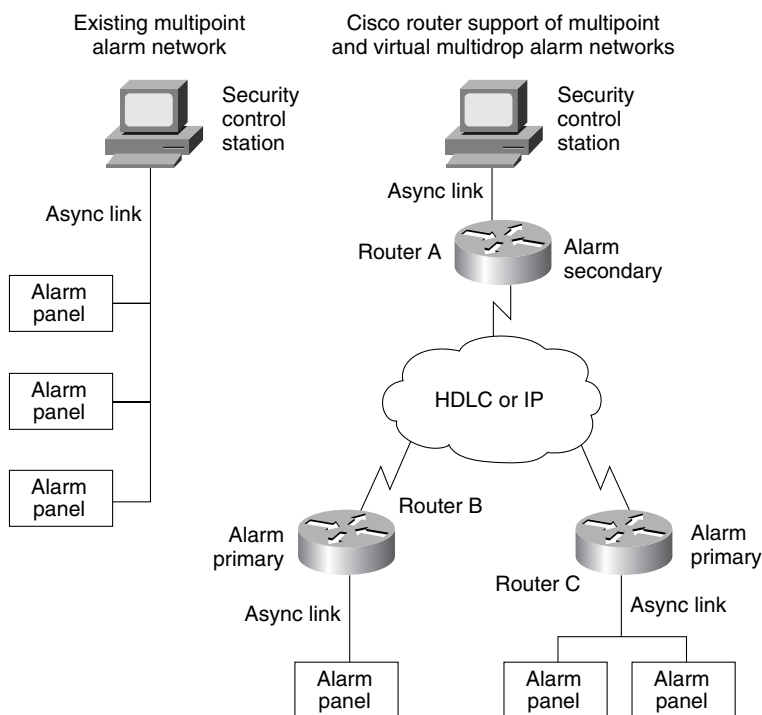 Existing multipoint
alarm network
Security
control
station
Async link
Alarm
panel
Alarm
panel
Alarm
panel
Cisco router support of multipoint
and virtual multidrop alarm networks
Security
control
station
Async link
Router A
Alarm
secondary
HDLC or IP
Router B
Alarm
primary
Async link
Alarm
panel
Alarm
primary
Router C
Async link
Alarm
panel
Alarm
panel